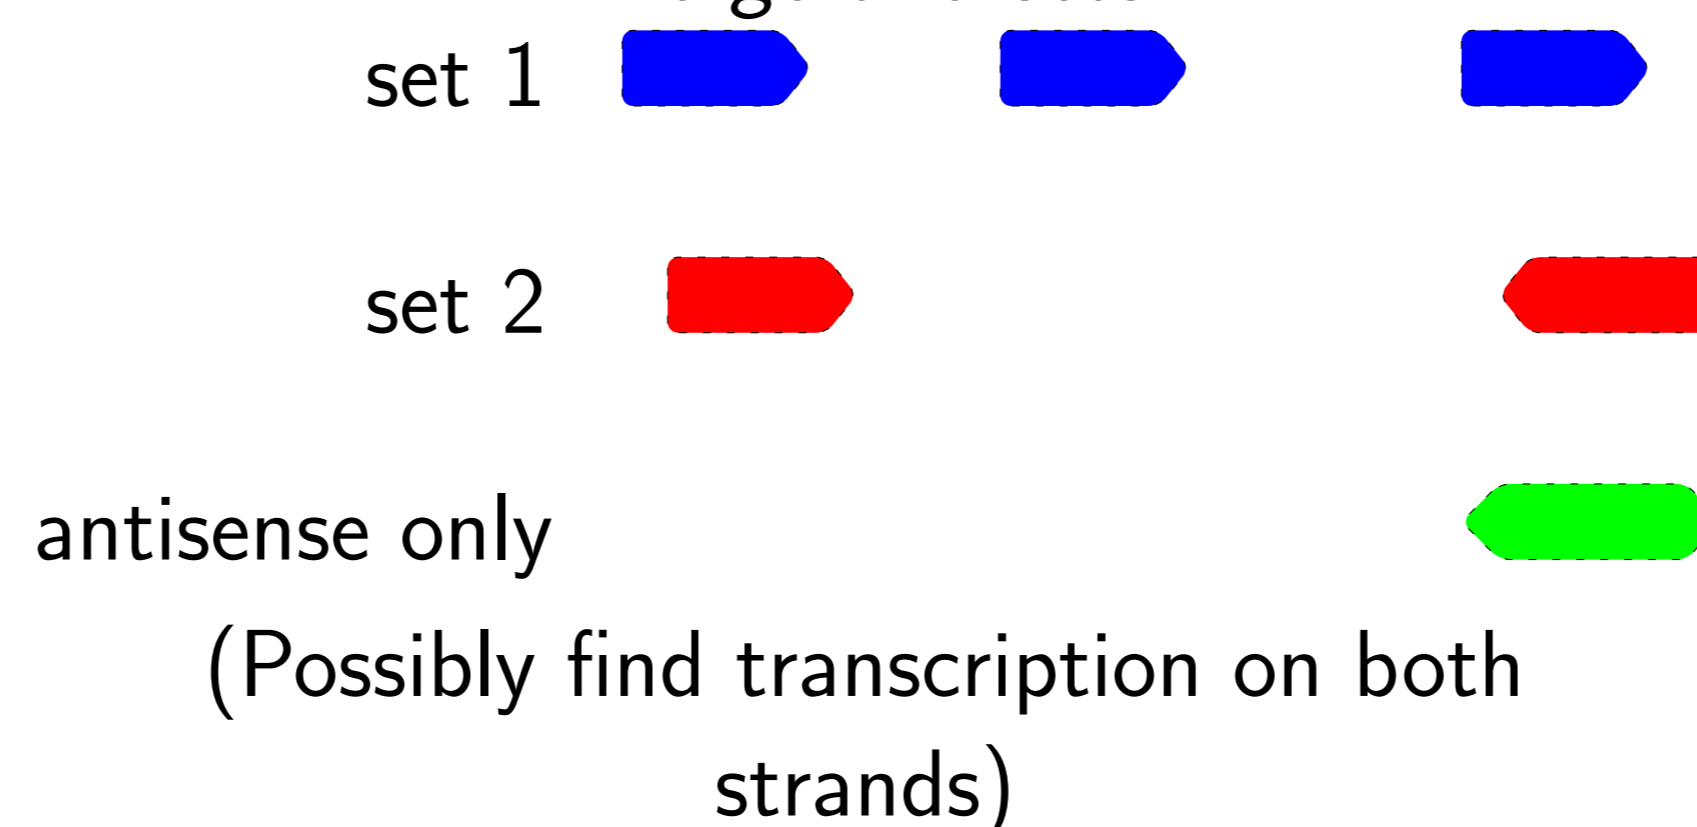 set 1
set 2
antisense only
(Possibly find transcription on both
strands)